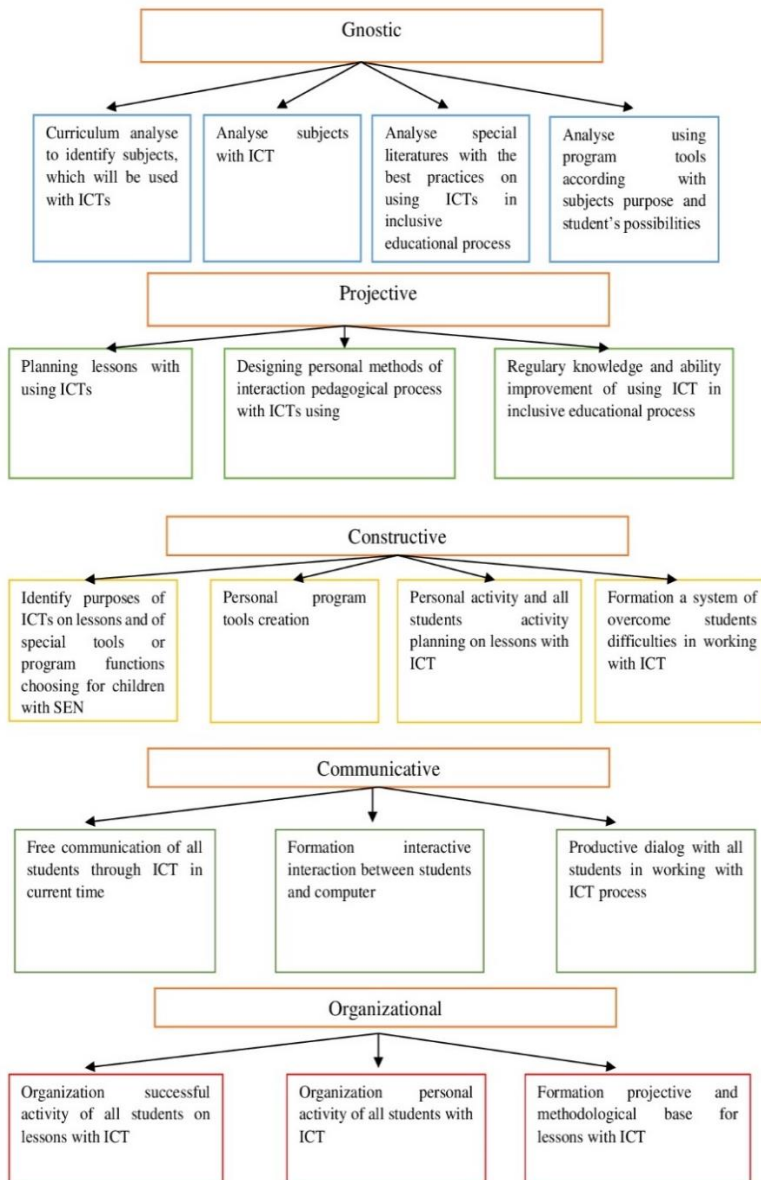 Gnostic
Curriculum analyse
to identify subjects,
which will be used
with ICTs
Analyse subjects
with ICT
Analyse special
literatures with the
best practices on
using ICTs in
inclusive
educational process
Analyse using
program tools
according with
subjects purpose and
student's possibilities
Projective
Planning lessons with
using ICTs
Designing personal methods of
interaction pedagogical process
with ICTs using
Regulary knowledge and ability
improvement of using ICT in
inclusive educational process
Constructive
Identify purposes of
ICTs on lessons and of
special tools or
program functions
choosing for children
with SEN
Personal program
tools creation
Personal activity and all
students activity
planning on lessons with
ICT
Formation a system of
overcome students
difficulties in working
with ICT
Communicative
Free communication of all
students through ICT in
current time
Formation interactive
interaction between students
and computer
Productive dialog with all
students in working with
ICT process
Organizational
Organization successful
activity of all students on
lessons with ICT
Organization personal
activity of all students with
ICT
Formation projective and
methodological base for
lessons with ICT